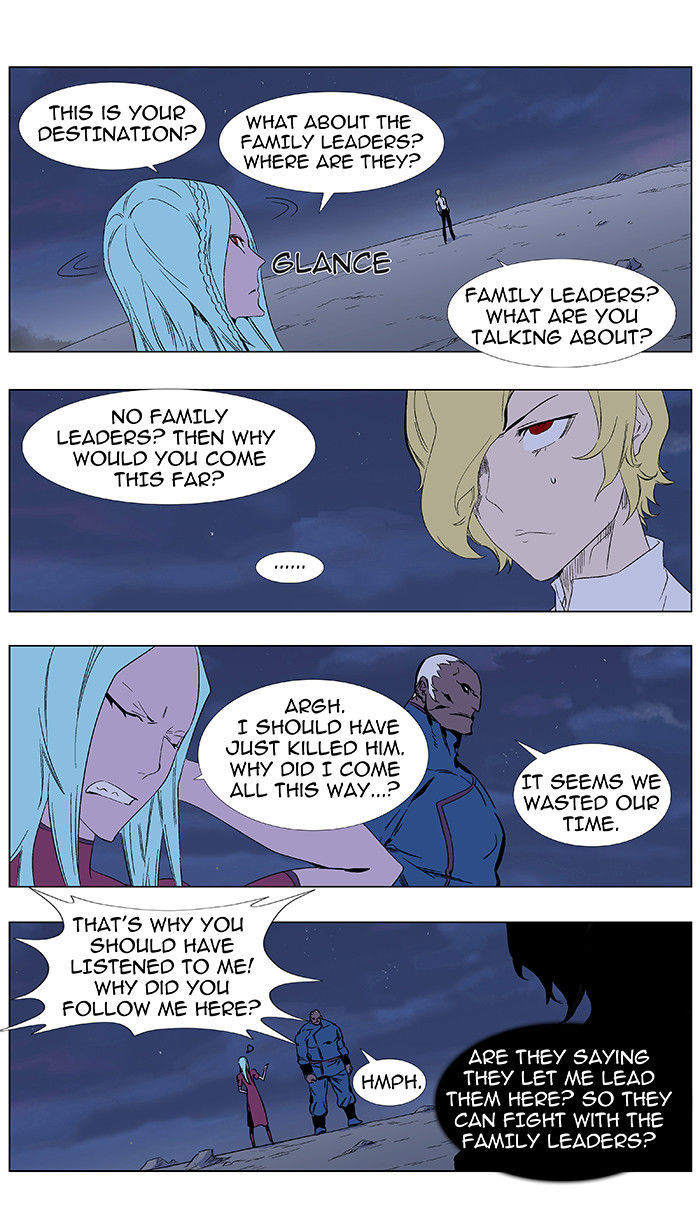 THIS IS YOUR
DESTINATION?
WHAT ABOUT THE
FAMILY LEADERS?
WHERE ARE THEY?
GLANCE
FAMILY LEADERS?
WHAT ARE YOU
TALKING ABOUT?
NO FAMILY
LEADERS? THEN WHY
WOULD YOU COME
THIS FAR?
......
ARGH.
I SHOULD HAVE
JUST KILLED HIM.
WHY DID I COME
ALL THIS WAY...?
IT SEEMS WE
WASTED OUR
TIME.
THAT'S WHY YOU
SHOULD HAVE
LISTENED TO ME!
WHY DID YOU
FOLLOW ME HERE?
HMPH.
ARE THEY SAYING
THEY LET ME LEAD
THEM HERE? SO THEY
CAN FIGHT WITH THE
FAMILY LEADERS?